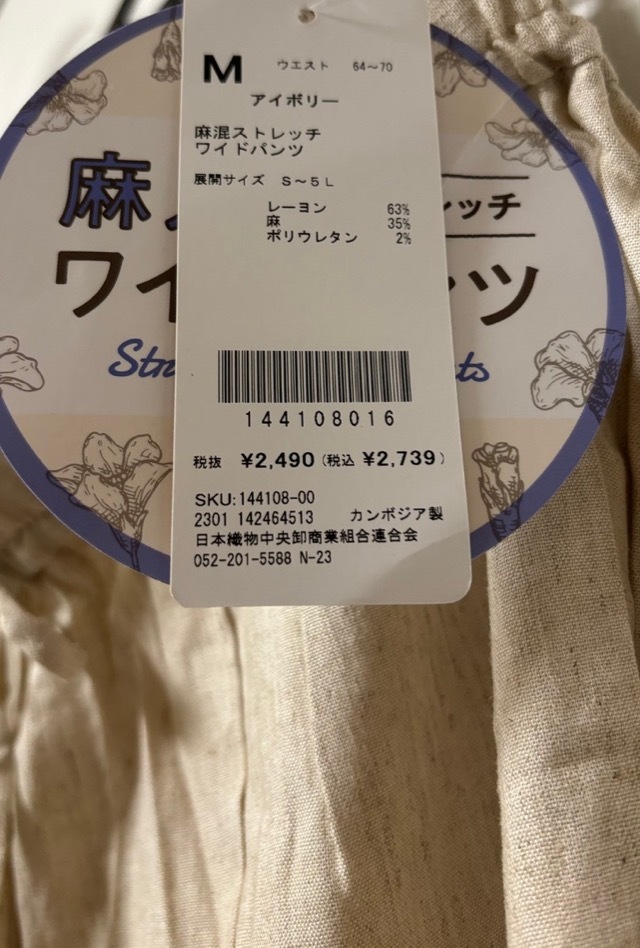 M ウエスト 64～70
アイボリー
麻混ストレッチ
ワイドパンツ
展開サイズ S～5L
レーヨン 63%
麻 35%
ポリウレタン 2%
144108016
税抜 ¥2,490 (税込 ¥2,739)
SKU:144108-00
2301 142464513 カンボジア製
日本織物中央卸商業組合連合会
052-201-5588 N-23
麻
レッチ
ワイ
ンツ